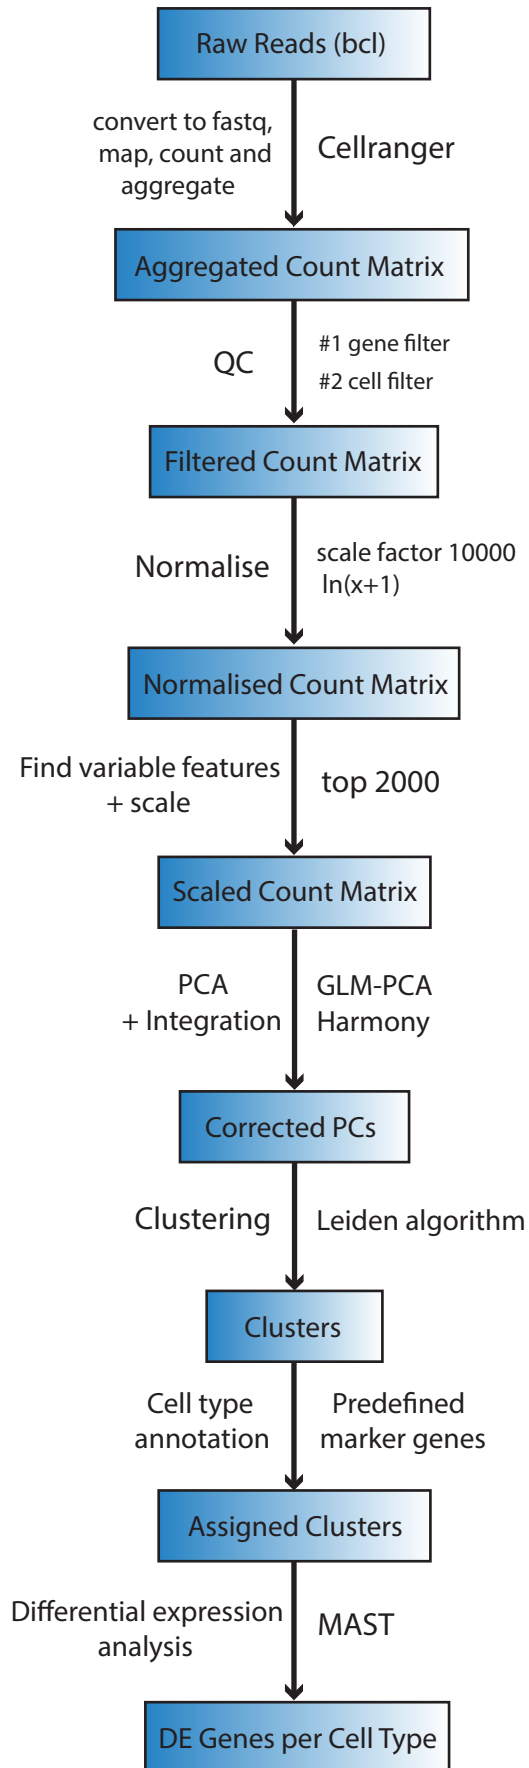 Raw Reads (bcl)
convert to fastq,
map, count and
aggregate
Cellranger
Aggregated Count Matrix
QC
#1 gene filter
#2 cell filter
Filtered Count Matrix
Normalise
scale factor 10000
ln(x+1)
Normalised Count Matrix
Find variable features
+ scale
top 2000
Scaled Count Matrix
PCA
+ Integration
GLM-PCA
Harmony
Corrected PCs
Clustering
Leiden algorithm
Clusters
Cell type
annotation
Predefined
marker genes
Assigned Clusters
Differential expression
analysis
MAST
DE Genes per Cell Type